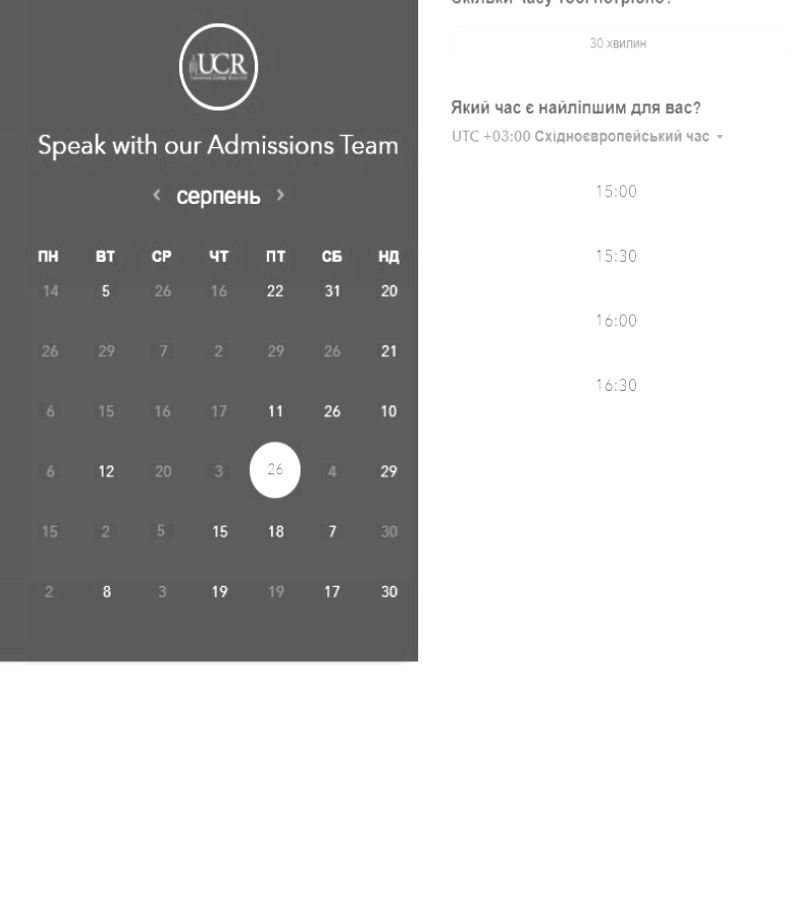 UCR
Speak with our Admissions Team
‹ серпень ›
ПН ВТ СР ЧТ ПТ СБ НД
14 5 26 16 22 31 20
26 29 7 2 29 26 21
6 15 16 17 11 26 10
6 12 20 3 26 4 29
15 2 5 15 18 7 30
2 8 3 19 19 17 30
30 хвилин
Який час є найліпшим для вас?
UTC +03:00 Східноєвропейський час
15:00
15:30
16:00
16:30